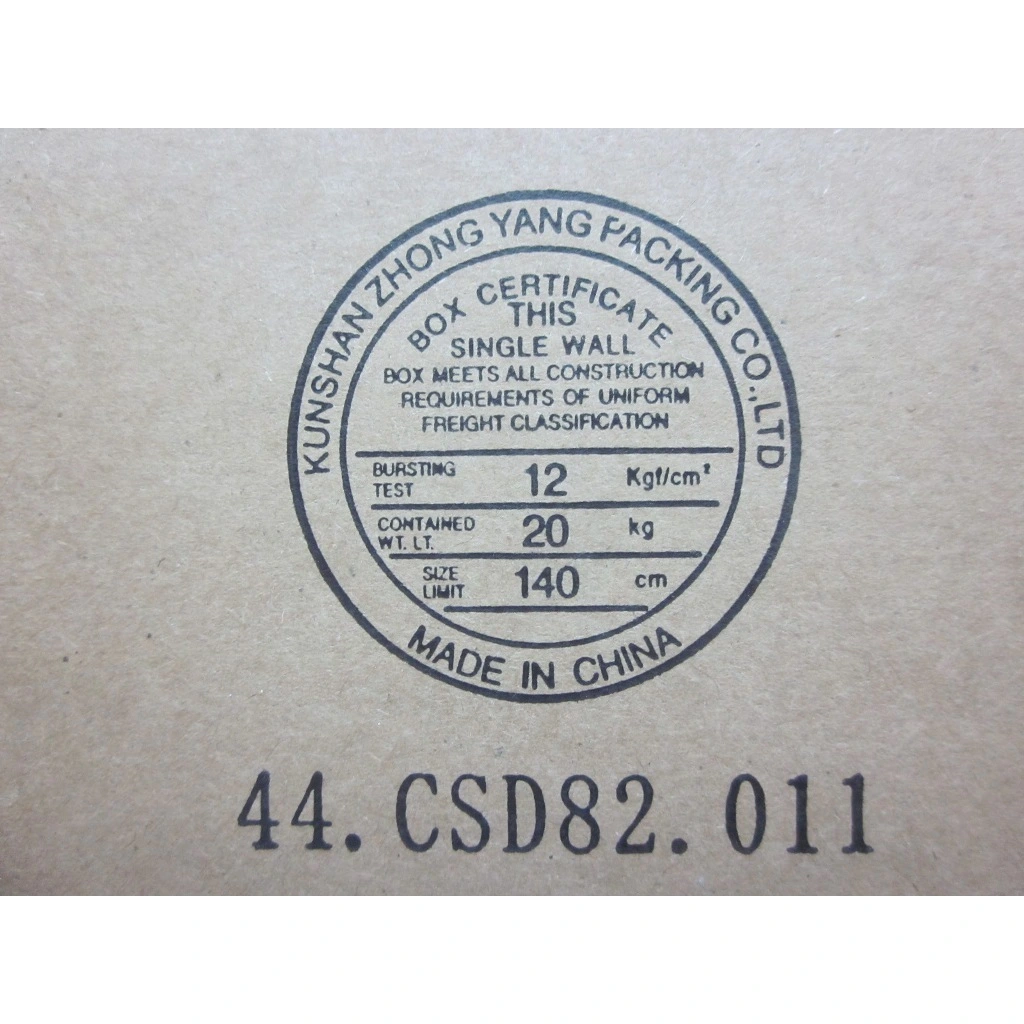 KUNSHAN ZHONG YANG PACKING CO.,LTD
BOX CERTIFICATE
THIS
SINGLE WALL
BOX MEETS ALL CONSTRUCTION
REQUIREMENTS OF UNIFORM
FREIGHT CLASSIFICATION
BURSTING TEST 12 Kgf/cm²
CONTAINED WT. LT. 20 kg
SIZE LIMIT 140 cm
MADE IN CHINA
44.CSD82.011